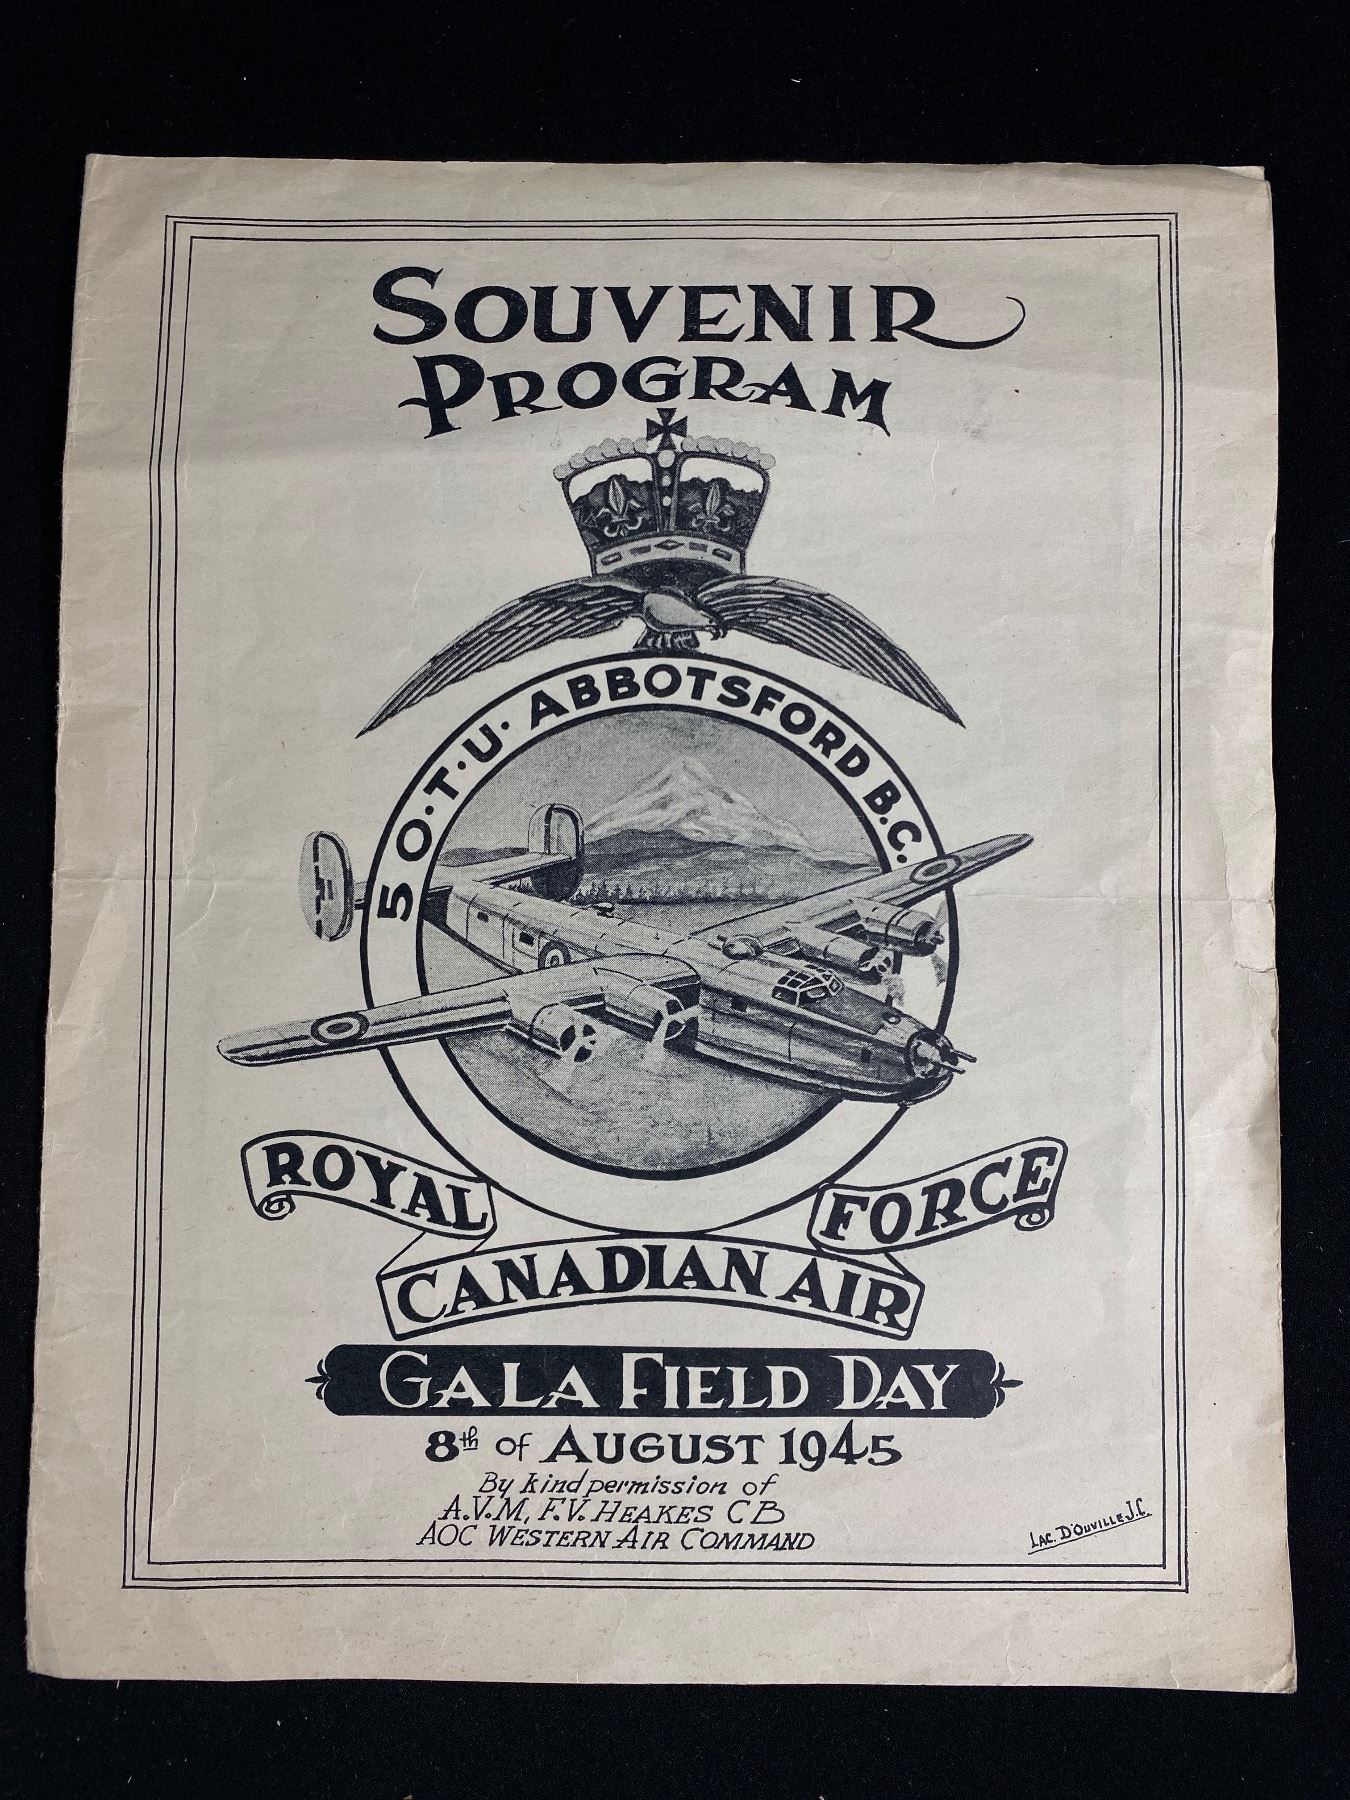 SOUVENIR
PROGRAM
5 O·T·U· ABBOTSFORD B.C.
ROYAL CANADIAN AIR FORCE
GALA FIELD DAY
8th of AUGUST 1945
By kind permission of
A.V.M, F.V. HEAKES CB
AOC WESTERN AIR COMMAND
LAC. D'OUVILLE J.C.